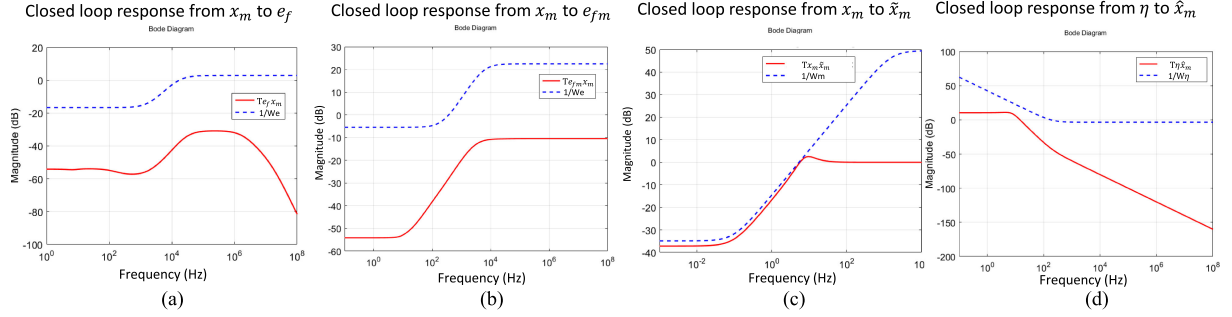 Closed loop response from x_m to e_f
Bode Diagram
20
0
-20
-40
-60
-80
-100
Magnitude (dB)
Te_f x_m
1/We
10^0
10^2
10^4
10^6
10^8
Frequency (Hz)
(a)
Closed loop response from x_m to e_fm
Bode Diagram
30
20
10
0
-10
-20
-30
-40
-50
-60
Magnitude (dB)
Te_fm x_m
1/We
10^0
10^2
10^4
10^6
10^8
Frequency (Hz)
(b)
Closed loop response from x_m to x̃_m
Bode Diagram
50
40
30
20
10
0
-10
-20
-30
-40
Magnitude (dB)
Tx_m x̃_m
1/Wm
10^-2
10^0
10^2
10^4
Frequency (Hz)
(c)
Closed loop response from η to x̂_m
Bode Diagram
100
50
0
-50
-100
-150
-200
Magnitude (dB)
Tηx̂_m
1/Wη
10^0
10^2
10^4
10^6
10^8
Frequency (Hz)
(d)